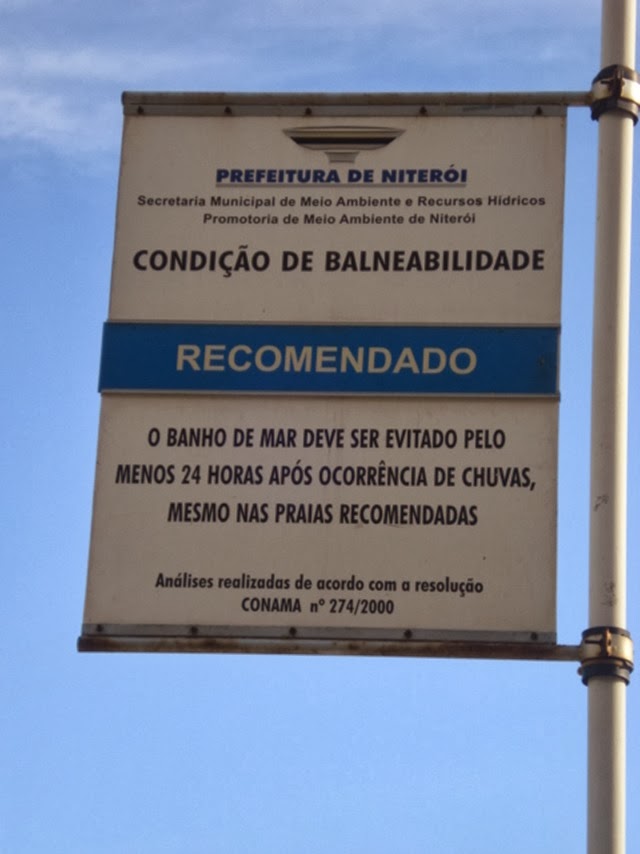 PREFEITURA DE NITERÓI
Secretaria Municipal de Meio Ambiente e Recursos Hídricos
Promotoria de Meio Ambiente de Niterói
CONDIÇÃO DE BALNEABILIDADE
RECOMENDADO
O BANHO DE MAR DEVE SER EVITADO PELO
MENOS 24 HORAS APÓS OCORRÊNCIA DE CHUVAS,
MESMO NAS PRAIAS RECOMENDADAS
Análises realizadas de acordo com a resolução
CONAMA nº 274/2000